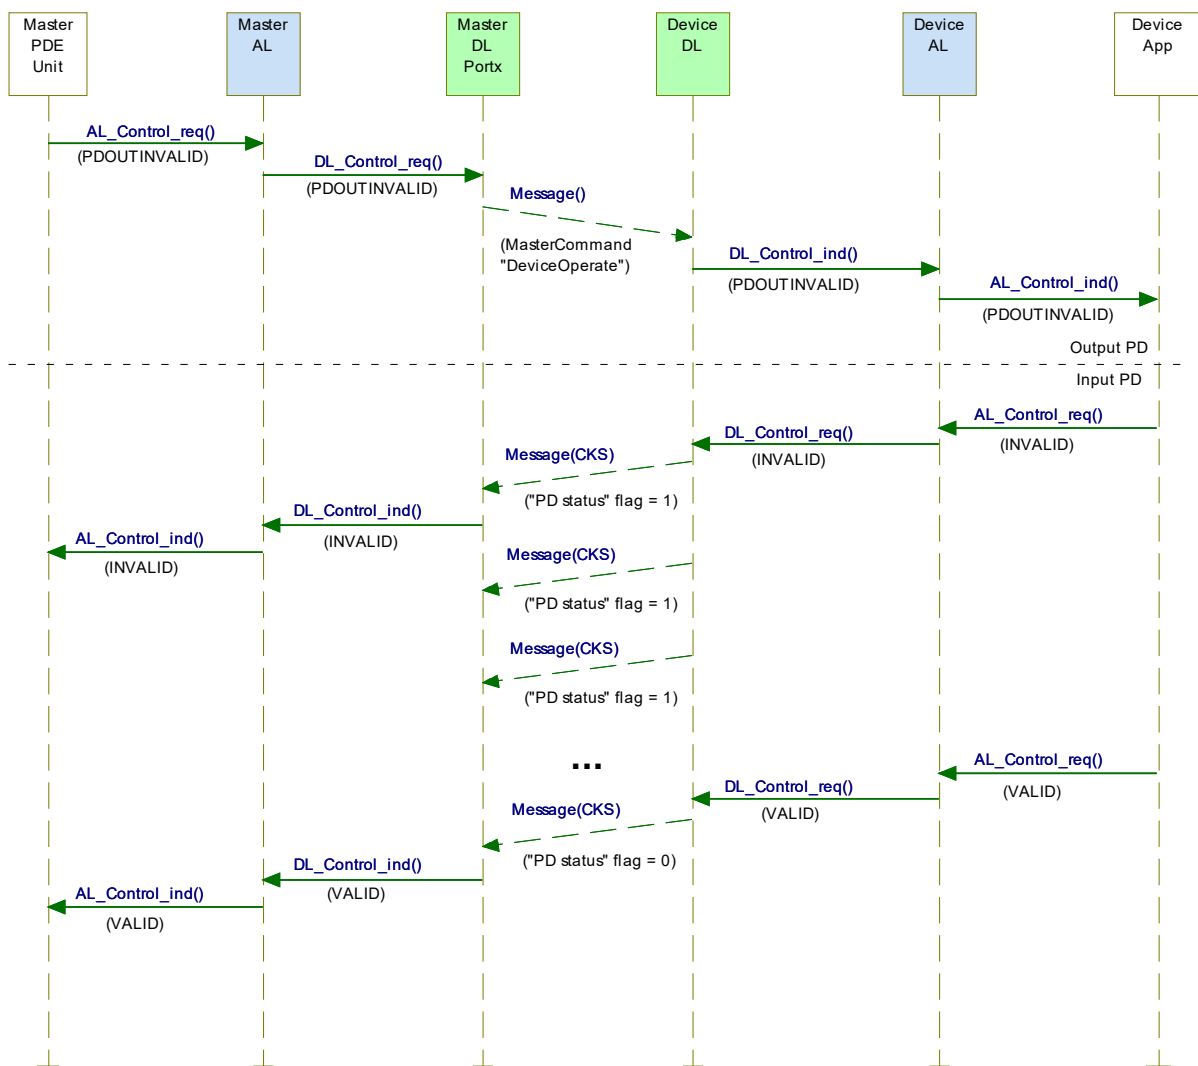 Master
PDE
Unit
Master
AL
Master
DL
Portx
Device
DL
Device
AL
Device
App
AL_Control_req()
(PDOUTINVALID)
DL_Control_req()
(PDOUTINVALID)
Message()
(MasterCommand
"DeviceOperate")
DL_Control_ind()
(PDOUTINVALID)
AL_Control_ind()
(PDOUTINVALID)
Output PD
Input PD
AL_Control_req()
(INVALID)
DL_Control_req()
(INVALID)
Message(CKS)
("PD status" flag = 1)
DL_Control_ind()
(INVALID)
AL_Control_ind()
(INVALID)
Message(CKS)
("PD status" flag = 1)
Message(CKS)
("PD status" flag = 1)
...
AL_Control_req()
(VALID)
DL_Control_req()
(VALID)
Message(CKS)
("PD status" flag = 0)
DL_Control_ind()
(VALID)
AL_Control_ind()
(VALID)